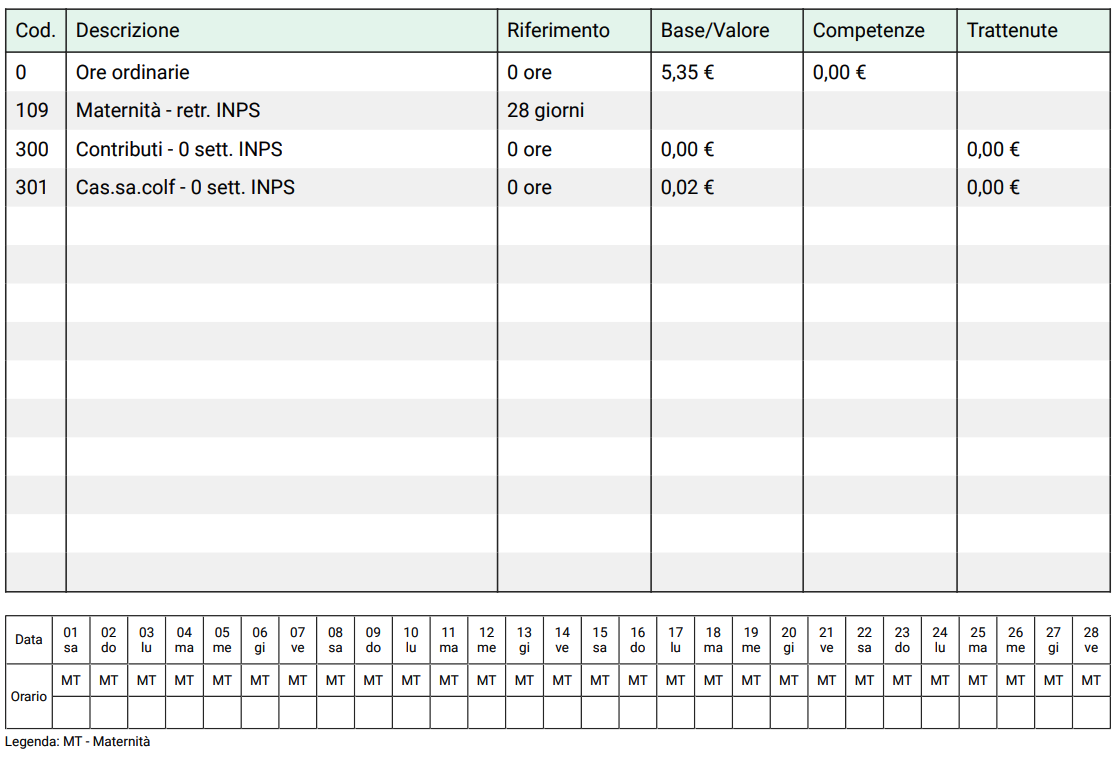 Cod. Descrizione Riferimento Base/Valore Competenze Trattenute
0 Ore ordinarie 0 ore 5,35 € 0,00 €
109 Maternità - retr. INPS 28 giorni
300 Contributi - 0 sett. INPS 0 ore 0,00 € 0,00 €
301 Cas.sa.colf - 0 sett. INPS 0 ore 0,02 € 0,00 €
Data 01 02 03 04 05 06 07 08 09 10 11 12 13 14 15 16 17 18 19 20 21 22 23 24 25 26 27 28
sa do lu ma me gi ve sa do lu ma me gi ve sa do lu ma me gi ve sa do lu ma me gi ve
Orario MT MT MT MT MT MT MT MT MT MT MT MT MT MT MT MT MT MT MT MT MT MT MT MT MT MT MT MT
Legenda: MT - Maternità